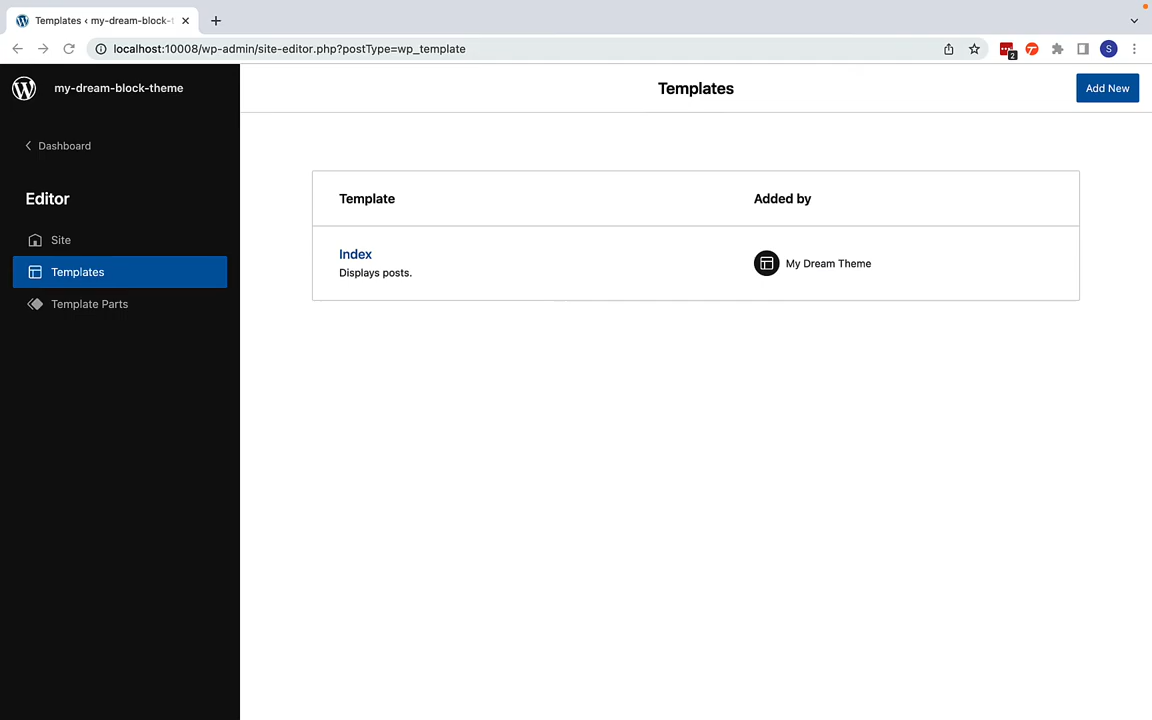 Templates ‹ my-dream-block-t
localhost:10008/wp-admin/site-editor.php?postType=wp_template
2
S
my-dream-block-theme
Templates
Add New
Dashboard
Editor
Site
Templates
Template Parts
Template
Added by
Index
Displays posts.
My Dream Theme